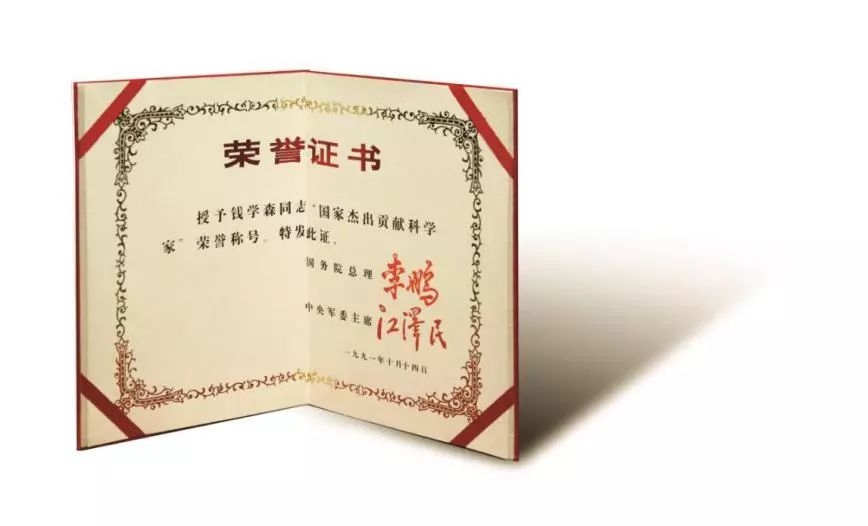 荣誉证书
授予钱学森同志“国家杰出贡献科学
家”荣誉称号。特发此证。
国务院总理 李鹏
中央军委主席 江泽民
一九九一年十月十四日